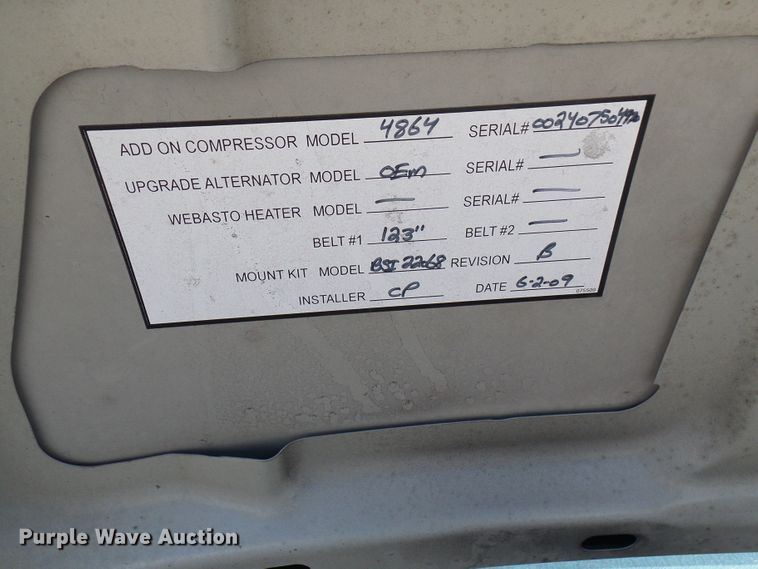 ADD ON COMPRESSOR MODEL 4864 SERIAL#
UPGRADE ALTERNATOR MODEL OEM SERIAL# —
WEBASTO HEATER MODEL — SERIAL# —
BELT #1 123" BELT #2 —
MOUNT KIT MODEL BSI 2268 REVISION B
INSTALLER CP DATE 6-2-09
Purple Wave Auction